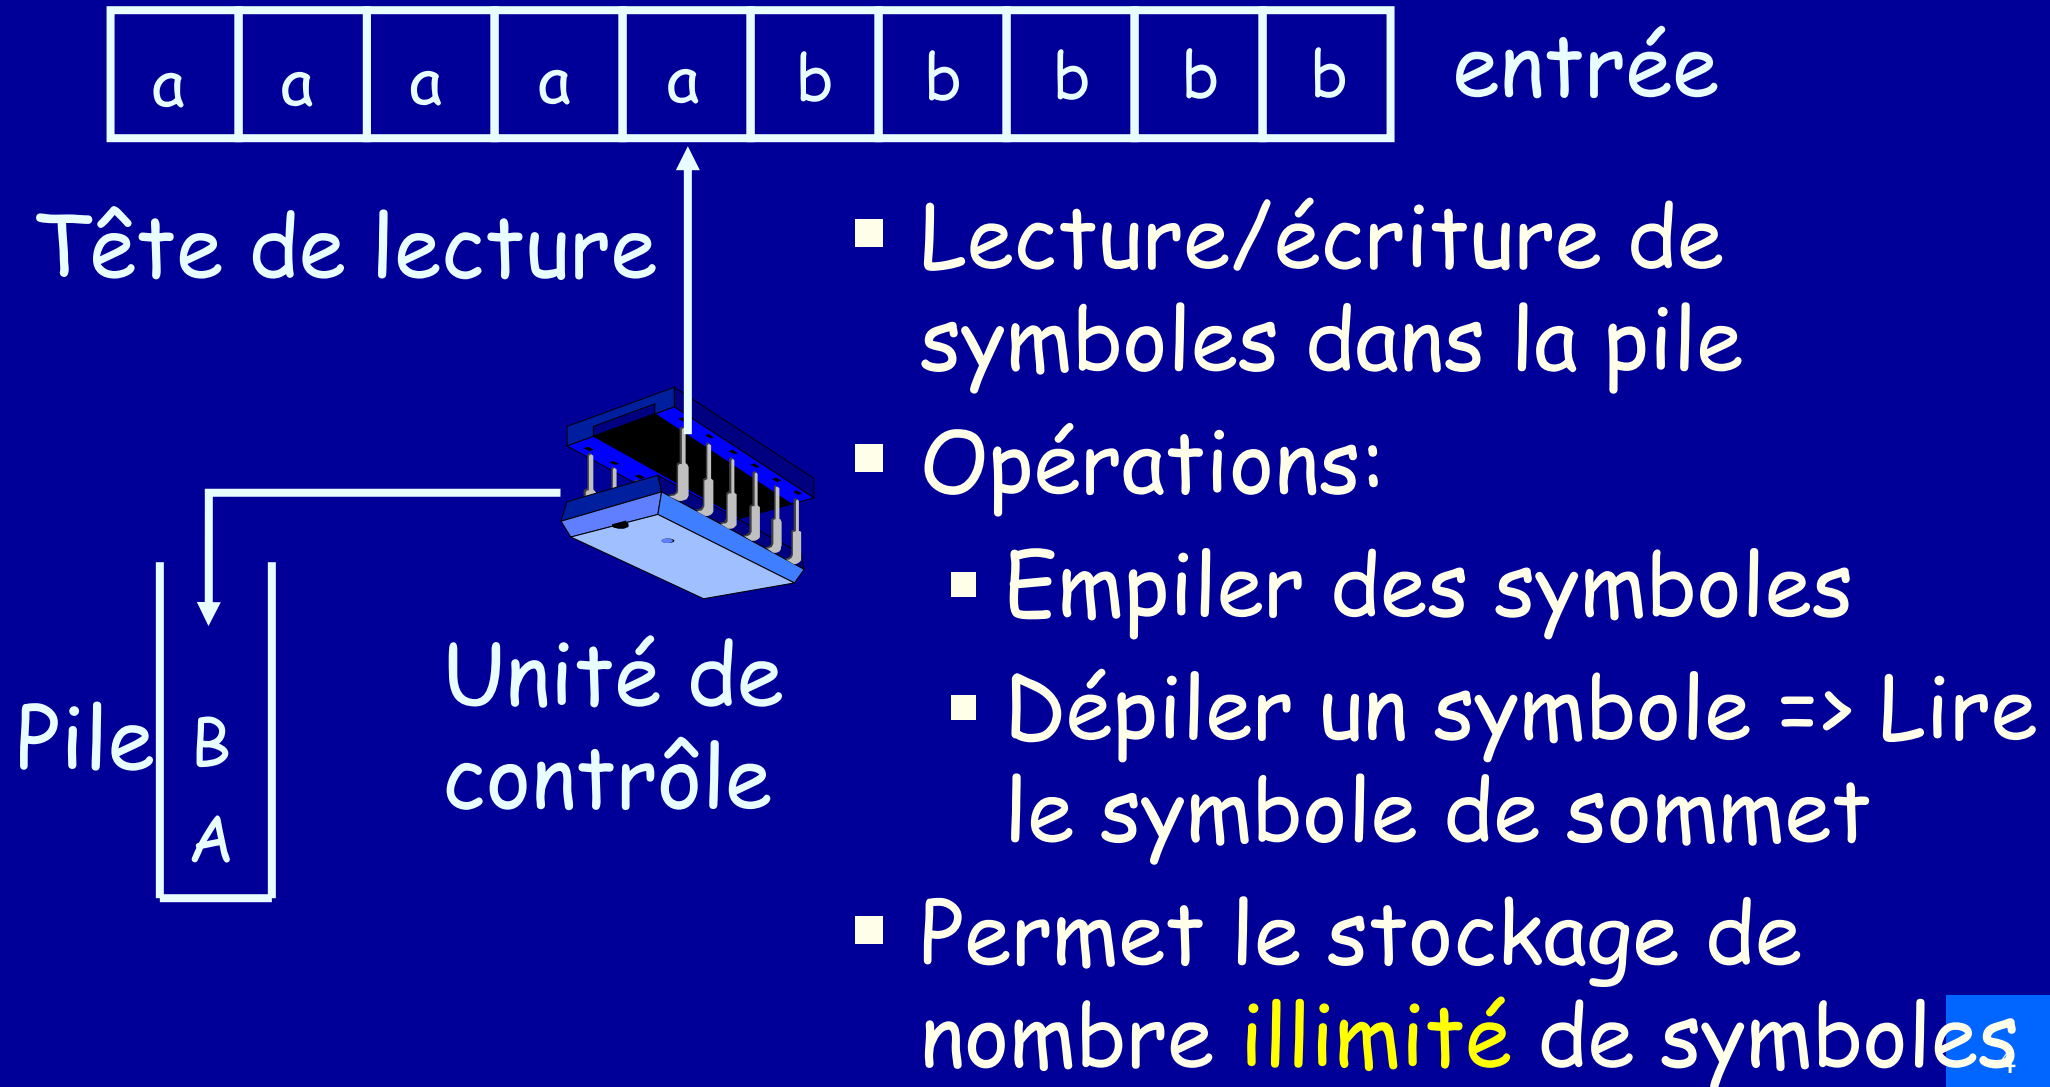 a a a a a b b b b b entrée
Tête de lecture
Lecture/écriture de
symboles dans la pile
Opérations:
Empiler des symboles
Dépiler un symbole => Lire
le symbole de sommet
Permet le stockage de
nombre illimité de symboles
Unité de
contrôle
Pile
B
A